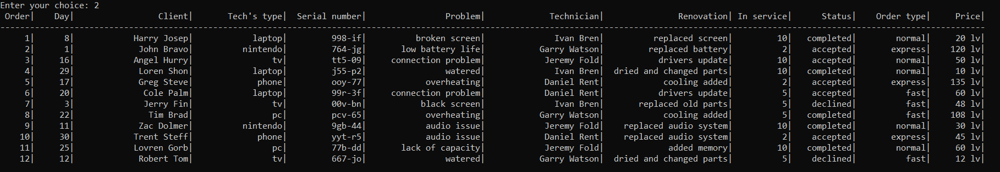 Enter your choice: 2
Order| Day| Client| Tech's type| Serial number| Problem| Technician| Renovation| In service| Status| Order type| Price|
---------------------------------------------------------------------------------------------------------------------------------------------------------------------------------------------------
1| 8| Harry Josep| laptop| 998-if| broken screen| Ivan Bren| replaced screen| 10| completed| normal| 20 lv|
2| 1| John Bravo| nintendo| 764-jg| low battery life| Garry Watson| replaced battery| 2| accepted| express| 120 lv|
3| 16| Angel Hurry| tv| tt5-09| connection problem| Jeremy Fold| drivers update| 10| accepted| normal| 50 lv|
4| 29| Loren Shon| laptop| j55-p2| watered| Ivan Bren| dried and changed parts| 10| completed| normal| 10 lv|
5| 17| Greg Steve| phone| ooy-77| overheating| Daniel Rent| cooling added| 2| accepted| express| 135 lv|
6| 20| Cole Palm| laptop| 99r-3f| connection problem| Daniel Rent| drivers update| 5| accepted| fast| 60 lv|
7| 3| Jerry Fin| tv| 00v-bn| black screen| Ivan Bren| replaced old parts| 5| declined| fast| 48 lv|
8| 22| Tim Brad| pc| pcv-65| overheating| Garry Watson| cooling added| 5| completed| fast| 108 lv|
9| 11| Zac Dolmer| nintendo| 9gb-44| audio issue| Jeremy Fold| replaced audio system| 10| completed| normal| 30 lv|
10| 30| Trent Steff| phone| yyt-r5| audio issue| Daniel Rent| replaced audio system| 2| accepted| express| 45 lv|
11| 25| Lovren Gorb| pc| 77b-dd| lack of capacity| Jeremy Fold| added memory| 10| completed| normal| 60 lv|
12| 12| Robert Tom| tv| 667-jo| watered| Garry Watson| dried and changed parts| 5| declined| fast| 12 lv|